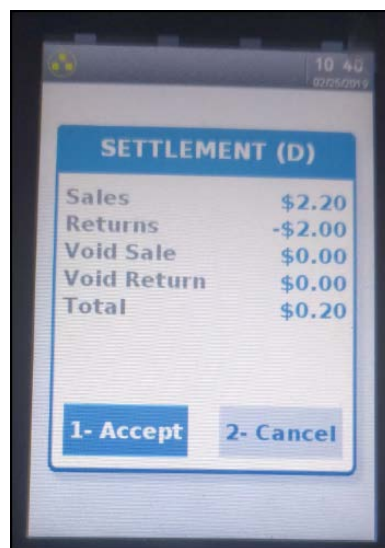 10 40
02/25/2019
SETTLEMENT (D)
Sales $2.20
Returns -$2.00
Void Sale $0.00
Void Return $0.00
Total $0.20
1- Accept 2- Cancel